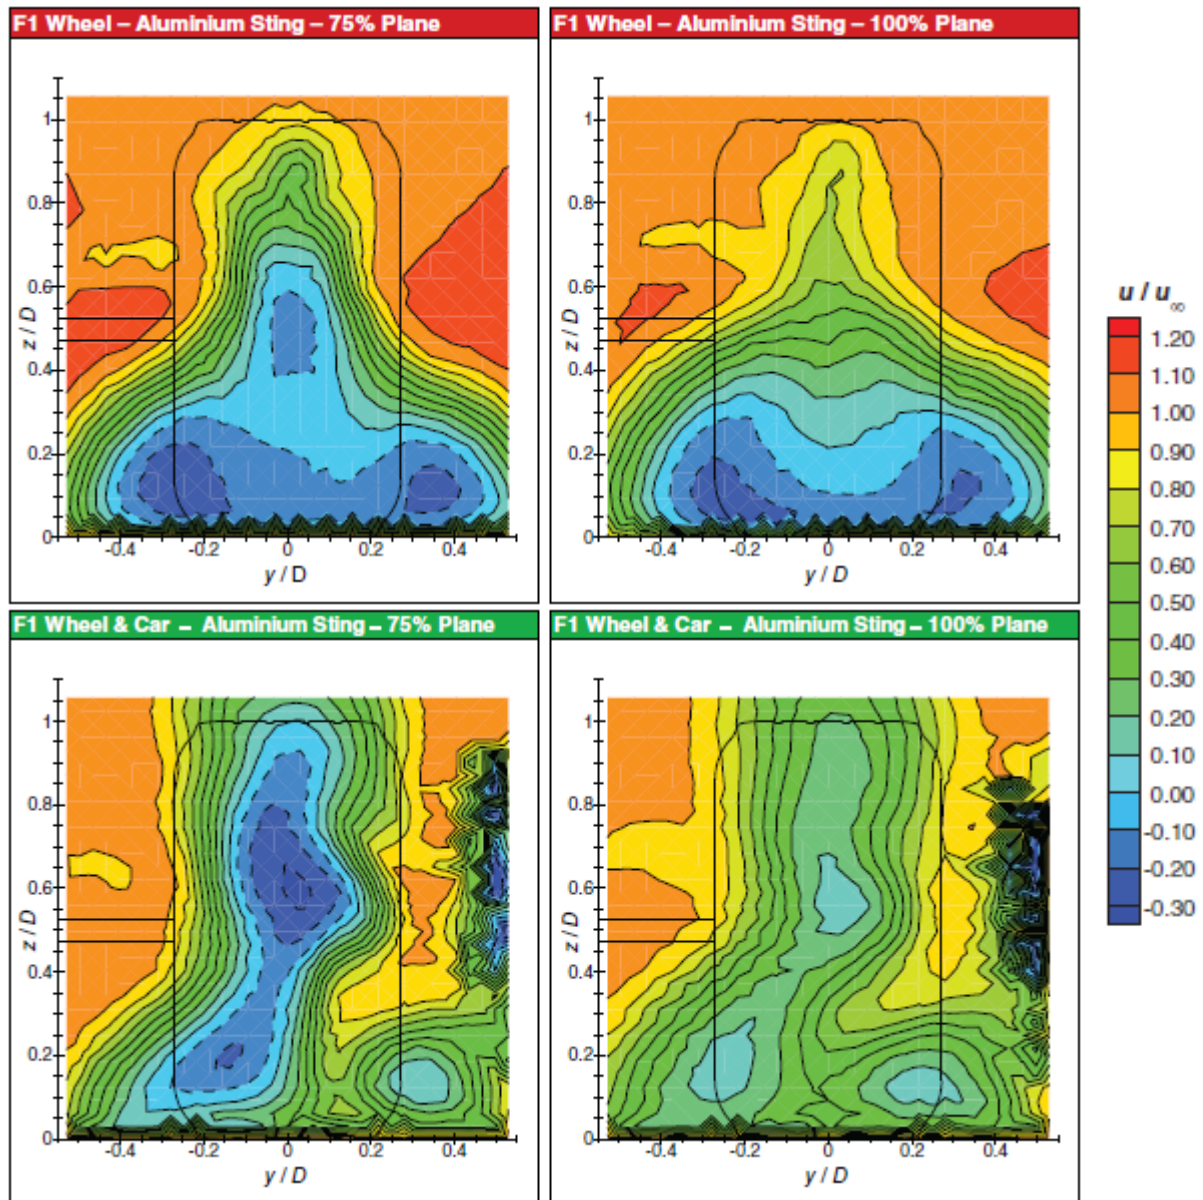 F1 Wheel – Aluminium Sting – 75% Plane
1
0.8
0.6
z / D
0.4
0.2
0
-0.4 -0.2 0 0.2 0.4
y / D
F1 Wheel – Aluminium Sting – 100% Plane
1
0.8
0.6
z / D
0.4
0.2
0
-0.4 -0.2 0 0.2 0.4
y / D
F1 Wheel & Car – Aluminium Sting – 75% Plane
1
0.8
0.6
z / D
0.4
0.2
0
-0.4 -0.2 0 0.2 0.4
y / D
F1 Wheel & Car – Aluminium Sting – 100% Plane
1
0.8
0.6
z / D
0.4
0.2
0
-0.4 -0.2 0 0.2 0.4
y / D
u / u∞
1.20
1.10
1.00
0.90
0.80
0.70
0.60
0.50
0.40
0.30
0.20
0.10
0.00
-0.10
-0.20
-0.30